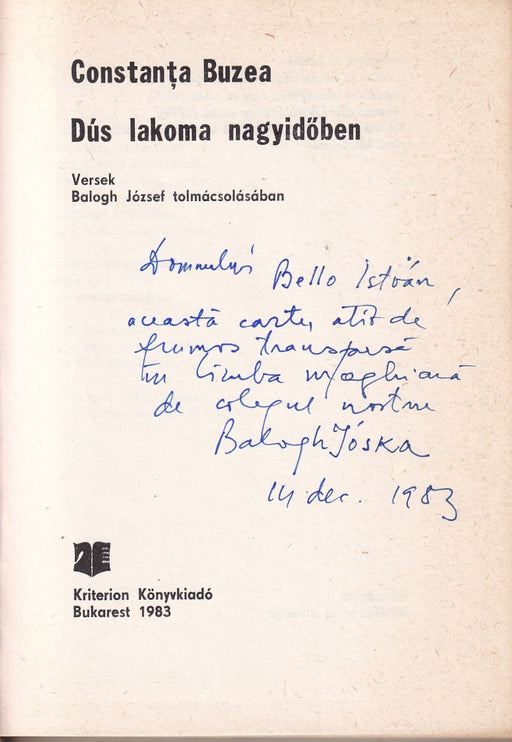 Constanța Buzea
Dús lakoma nagyidőben
Versek
Balogh József tolmácsolásában
Domnului Bello István,
această carte, atît de
frumos transpusă
în limba maghiară
de colegul nostru
Balogh Jóska
14 dec. 1983
Kriterion Könyvkiadó
Bukarest 1983